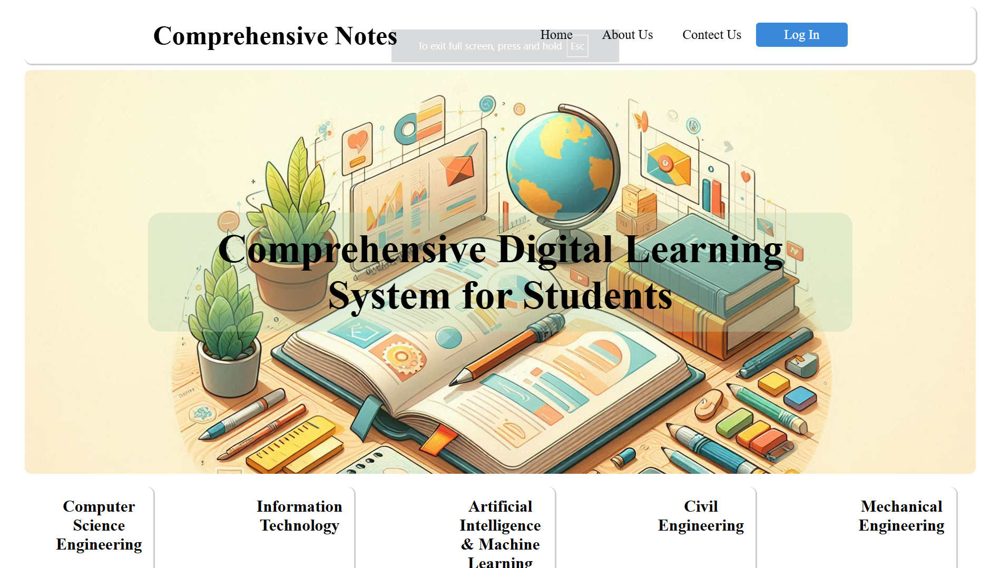 Comprehensive Notes
Home
About Us
Contect Us
Log In
To exit full screen, press and hold Esc
Comprehensive Digital Learning
System for Students
Computer
Science
Engineering
Information
Technology
Artificial
Intelligence
& Machine
Learning
Civil
Engineering
Mechanical
Engineering